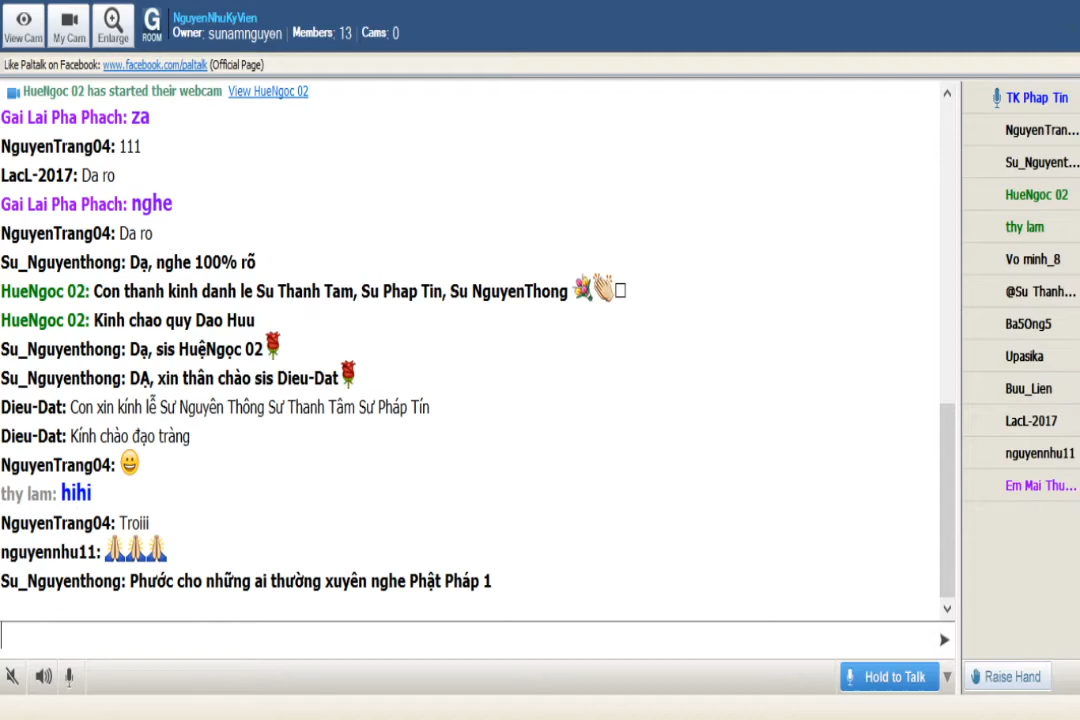 View Cam
My Cam
Enlarge
G
ROOM
NguyenNhuKyVien
Owner: sunamnguyen Members: 13 Cams: 0
Like Paltalk on Facebook: www.facebook.com/paltalk (Official Page)
HueNgoc 02 has started their webcam View HueNgoc 02
Gai Lai Pha Phach: za
NguyenTrang04: 111
LacL-2017: Da ro
Gai Lai Pha Phach: nghe
NguyenTrang04: Da ro
Su_Nguyenthong: Dạ, nghe 100% rõ
HueNgoc 02: Con thanh kinh danh le Su Thanh Tam, Su Phap Tin, Su NguyenThong
HueNgoc 02: Kinh chao quy Dao Huu
Su_Nguyenthong: Dạ, sis HuệNgọc 02
Su_Nguyenthong: DẠ, xin thân chào sis Dieu-Dat
Dieu-Dat: Con xin kính lễ Sư Nguyên Thông Sư Thanh Tâm Sư Pháp Tín
Dieu-Dat: Kính chào đạo tràng
NguyenTrang04:
thy lam: hihi
NguyenTrang04: Troiii
nguyennhu11:
Su_Nguyenthong: Phước cho những ai thường xuyên nghe Phật Pháp 1
TK Phap Tin
NguyenTran...
Su_Nguyent...
HueNgoc 02
thy lam
Vo minh_8
@Su Thanh...
Ba5Ong5
Upasika
Buu_Lien
LacL-2017
nguyennhu11
Em Mai Thu...
Hold to Talk
Raise Hand